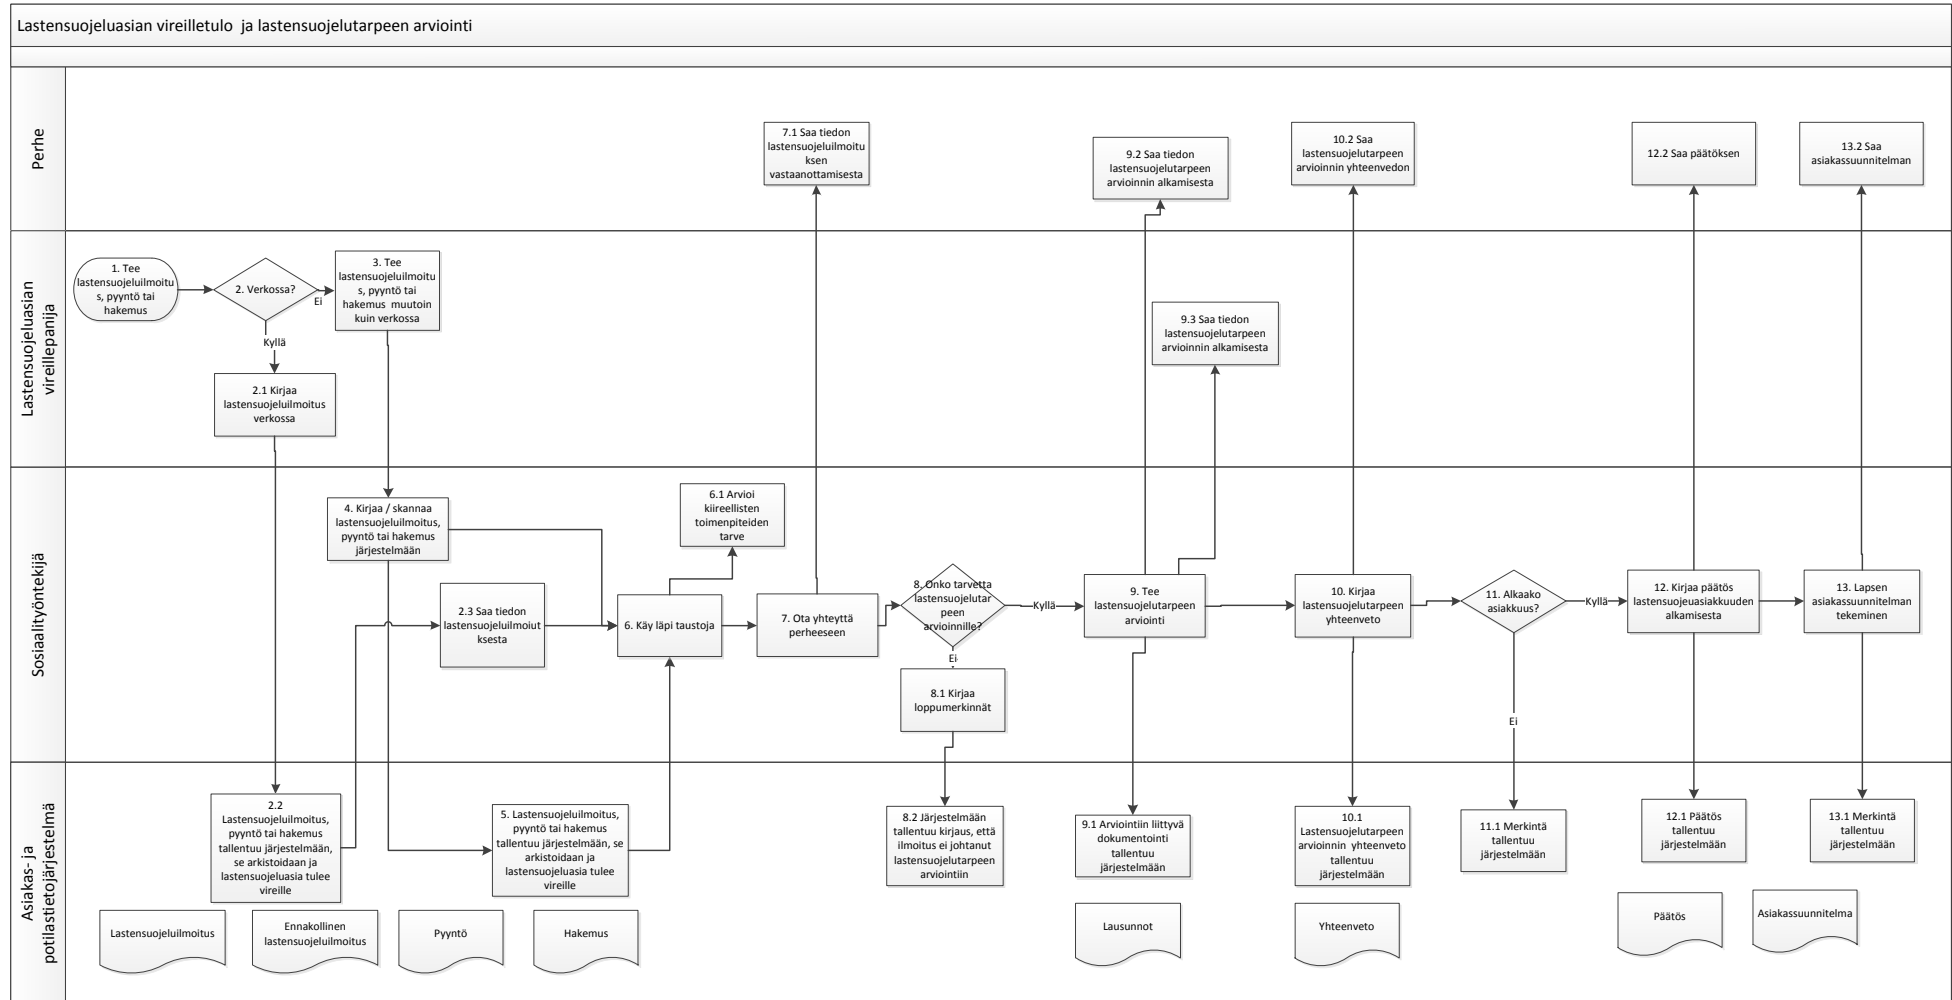 Lastensuojeluasian vireilletulo ja lastensuojelutarpeen arviointi
Perhe
7.1 Saa tiedon
lastensuojeluilmoitu
ksen
vastaanottamisesta
9.2 Saa tiedon
lastensuojelutarpeen
arvioinnin alkamisesta
10.2 Saa
lastensuojelutarpeen
arvioinnin yhteenvedon
12.2 Saa päätöksen
13.2 Saa
asiakassuunnitelman
Lastensuojeluasian
vireillepanija
1. Tee
lastensuojeluilmoitu
s, pyyntö tai
hakemus
2. Verkossa?
Ei
Kyllä
3. Tee
lastensuojeluilmoitu
s, pyyntö tai
hakemus muutoin
kuin verkossa
2.1 Kirjaa
lastensuojeluilmoitus
verkossa
9.3 Saa tiedon
lastensuojelutarpeen
arvioinnin alkamisesta
Sosiaalityöntekijä
4. Kirjaa / skannaa
lastensuojeluilmoitus,
pyyntö tai hakemus
järjestelmään
2.3 Saa tiedon
lastensuojeluilmoiut
ksesta
6.1 Arvioi
kiireellisten
toimenpiteiden
tarve
6. Käy läpi taustoja
7. Ota yhteyttä
perheeseen
8. Onko tarvetta
lastensuojelutar
peen
arvioinnille?
Kyllä
Ei
8.1 Kirjaa
loppumerkinnät
9. Tee
lastensuojelutarpeen
arviointi
10. Kirjaa
lastensuojelutarpeen
yhteenveto
11. Alkaako
asiakkuus?
Kyllä
Ei
12. Kirjaa päätös
lastensuojeuasiakkuuden
alkamisesta
13. Lapsen
asiakassuunnitelman
tekeminen
Asiakas- ja
potilastietojärjestelmä
2.2
Lastensuojeluilmoitus,
pyyntö tai hakemus
tallentuu järjestelmään,
se arkistoidaan ja
lastensuojeluasia tulee
vireille
5. Lastensuojeluilmoitus,
pyyntö tai hakemus
tallentuu järjestelmään, se
arkistoidaan ja
lastensuojeluasia tulee
vireille
8.2 Järjestelmään
tallentuu kirjaus, että
ilmoitus ei johtanut
lastensuojelutarpeen
arviointiin
9.1 Arviointiin liittyvä
dokumentointi
tallentuu
järjestelmään
10.1
Lastensuojelutarpeen
arvioinnin yhteenveto
tallentuu
järjestelmään
11.1 Merkintä
tallentuu
järjestelmään
12.1 Päätös
tallentuu
järjestelmään
13.1 Merkintä
tallentuu
järjestelmään
Lastensuojeluilmoitus
Ennakollinen
lastensuojeluilmoitus
Pyyntö
Hakemus
Lausunnot
Yhteenveto
Päätös
Asiakassuunnitelma